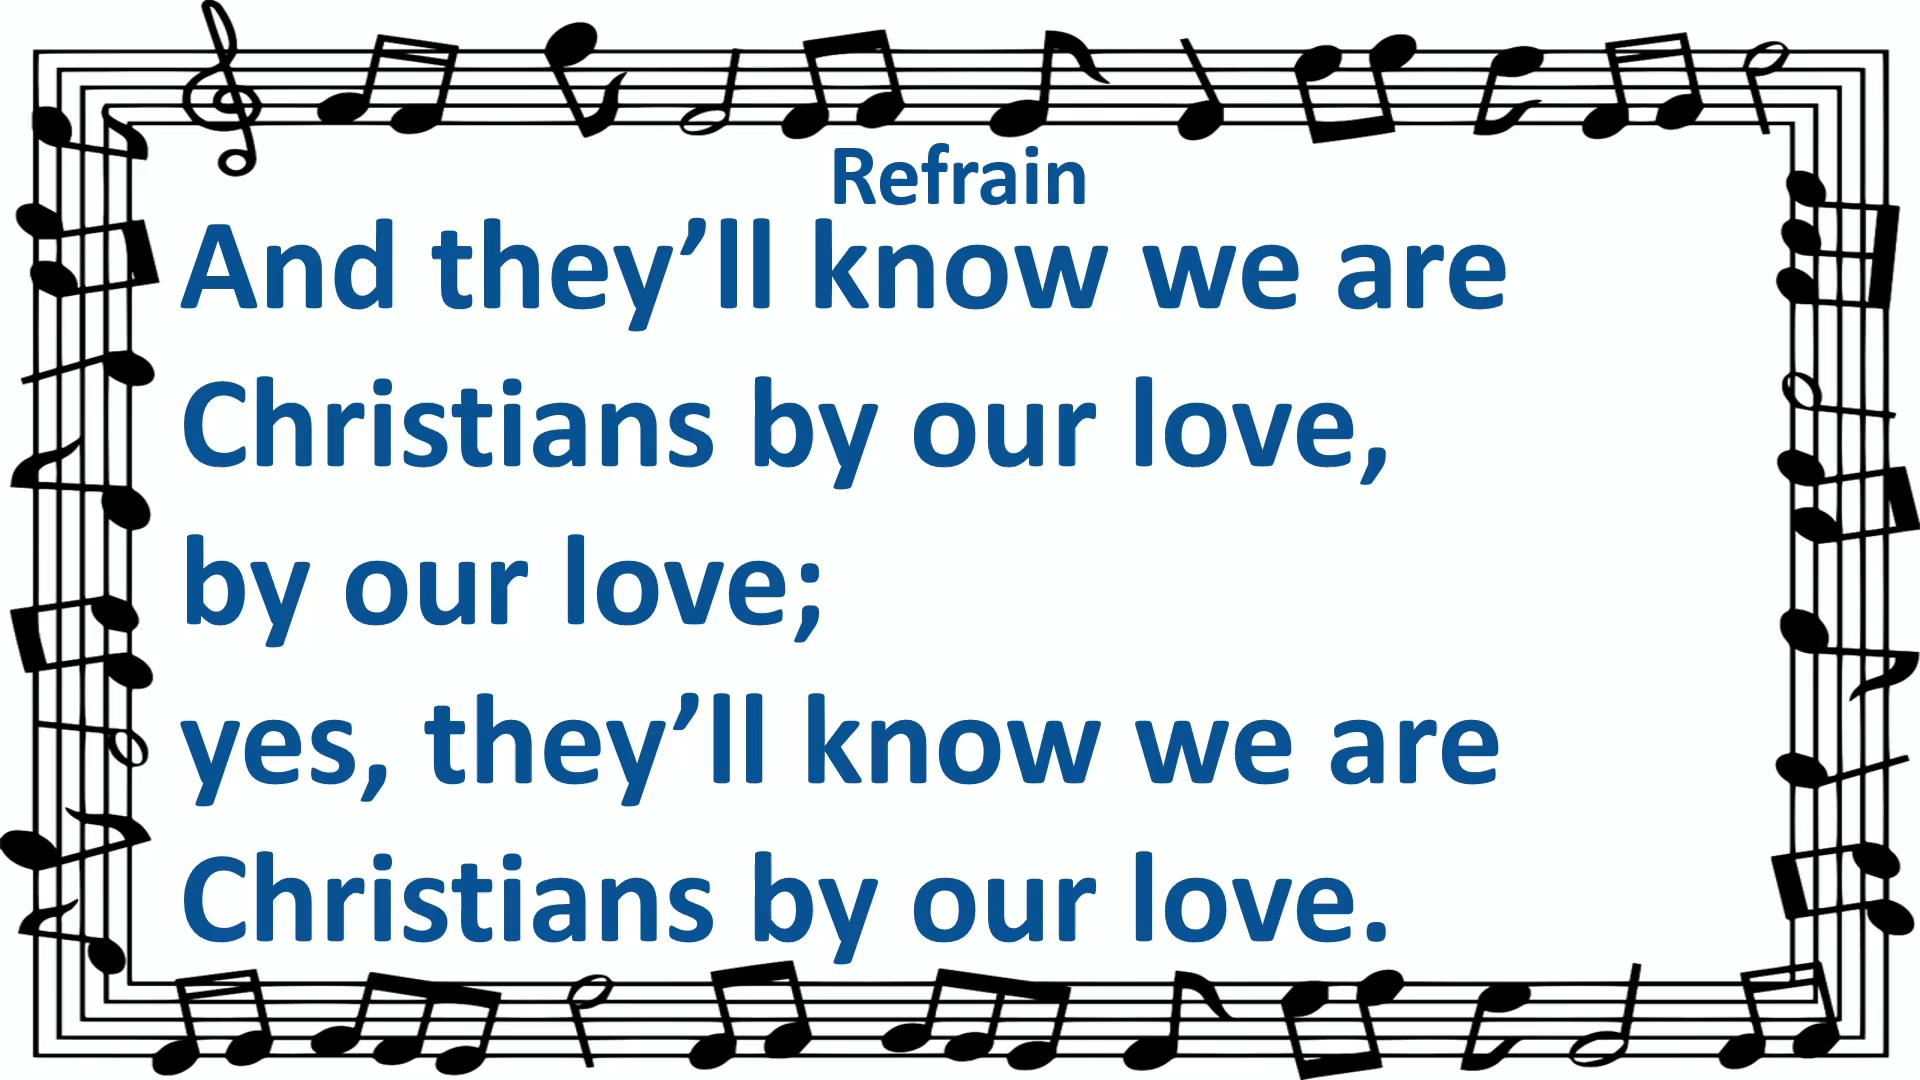 Refrain
And they’ll know we are
Christians by our love,
by our love;
yes, they’ll know we are
Christians by our love.